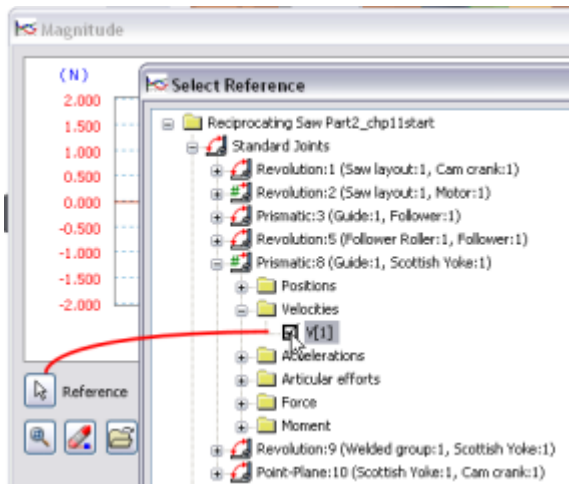 Magnitude
(N)
2.000
1.500
1.000
0.500
0.000
-0.500
-1.000
-1.500
-2.000
Reference
Select Reference
Reciprocating Saw Part2_chp11start
Standard Joints
Revolution:1 (Saw layout:1, Cam crank:1)
Revolution:2 (Saw layout:1, Motor:1)
Prismatic:3 (Guide:1, Follower:1)
Revolution:5 (Follower Roller:1, Follower:1)
Prismatic:8 (Guide:1, Scottish Yoke:1)
Positions
Velocities
V[1]
Accelerations
Articular efforts
Force
Moment
Revolution:9 (Welded group:1, Scottish Yoke:1)
Point-Plane:10 (Scottish Yoke:1, Cam crank:1)